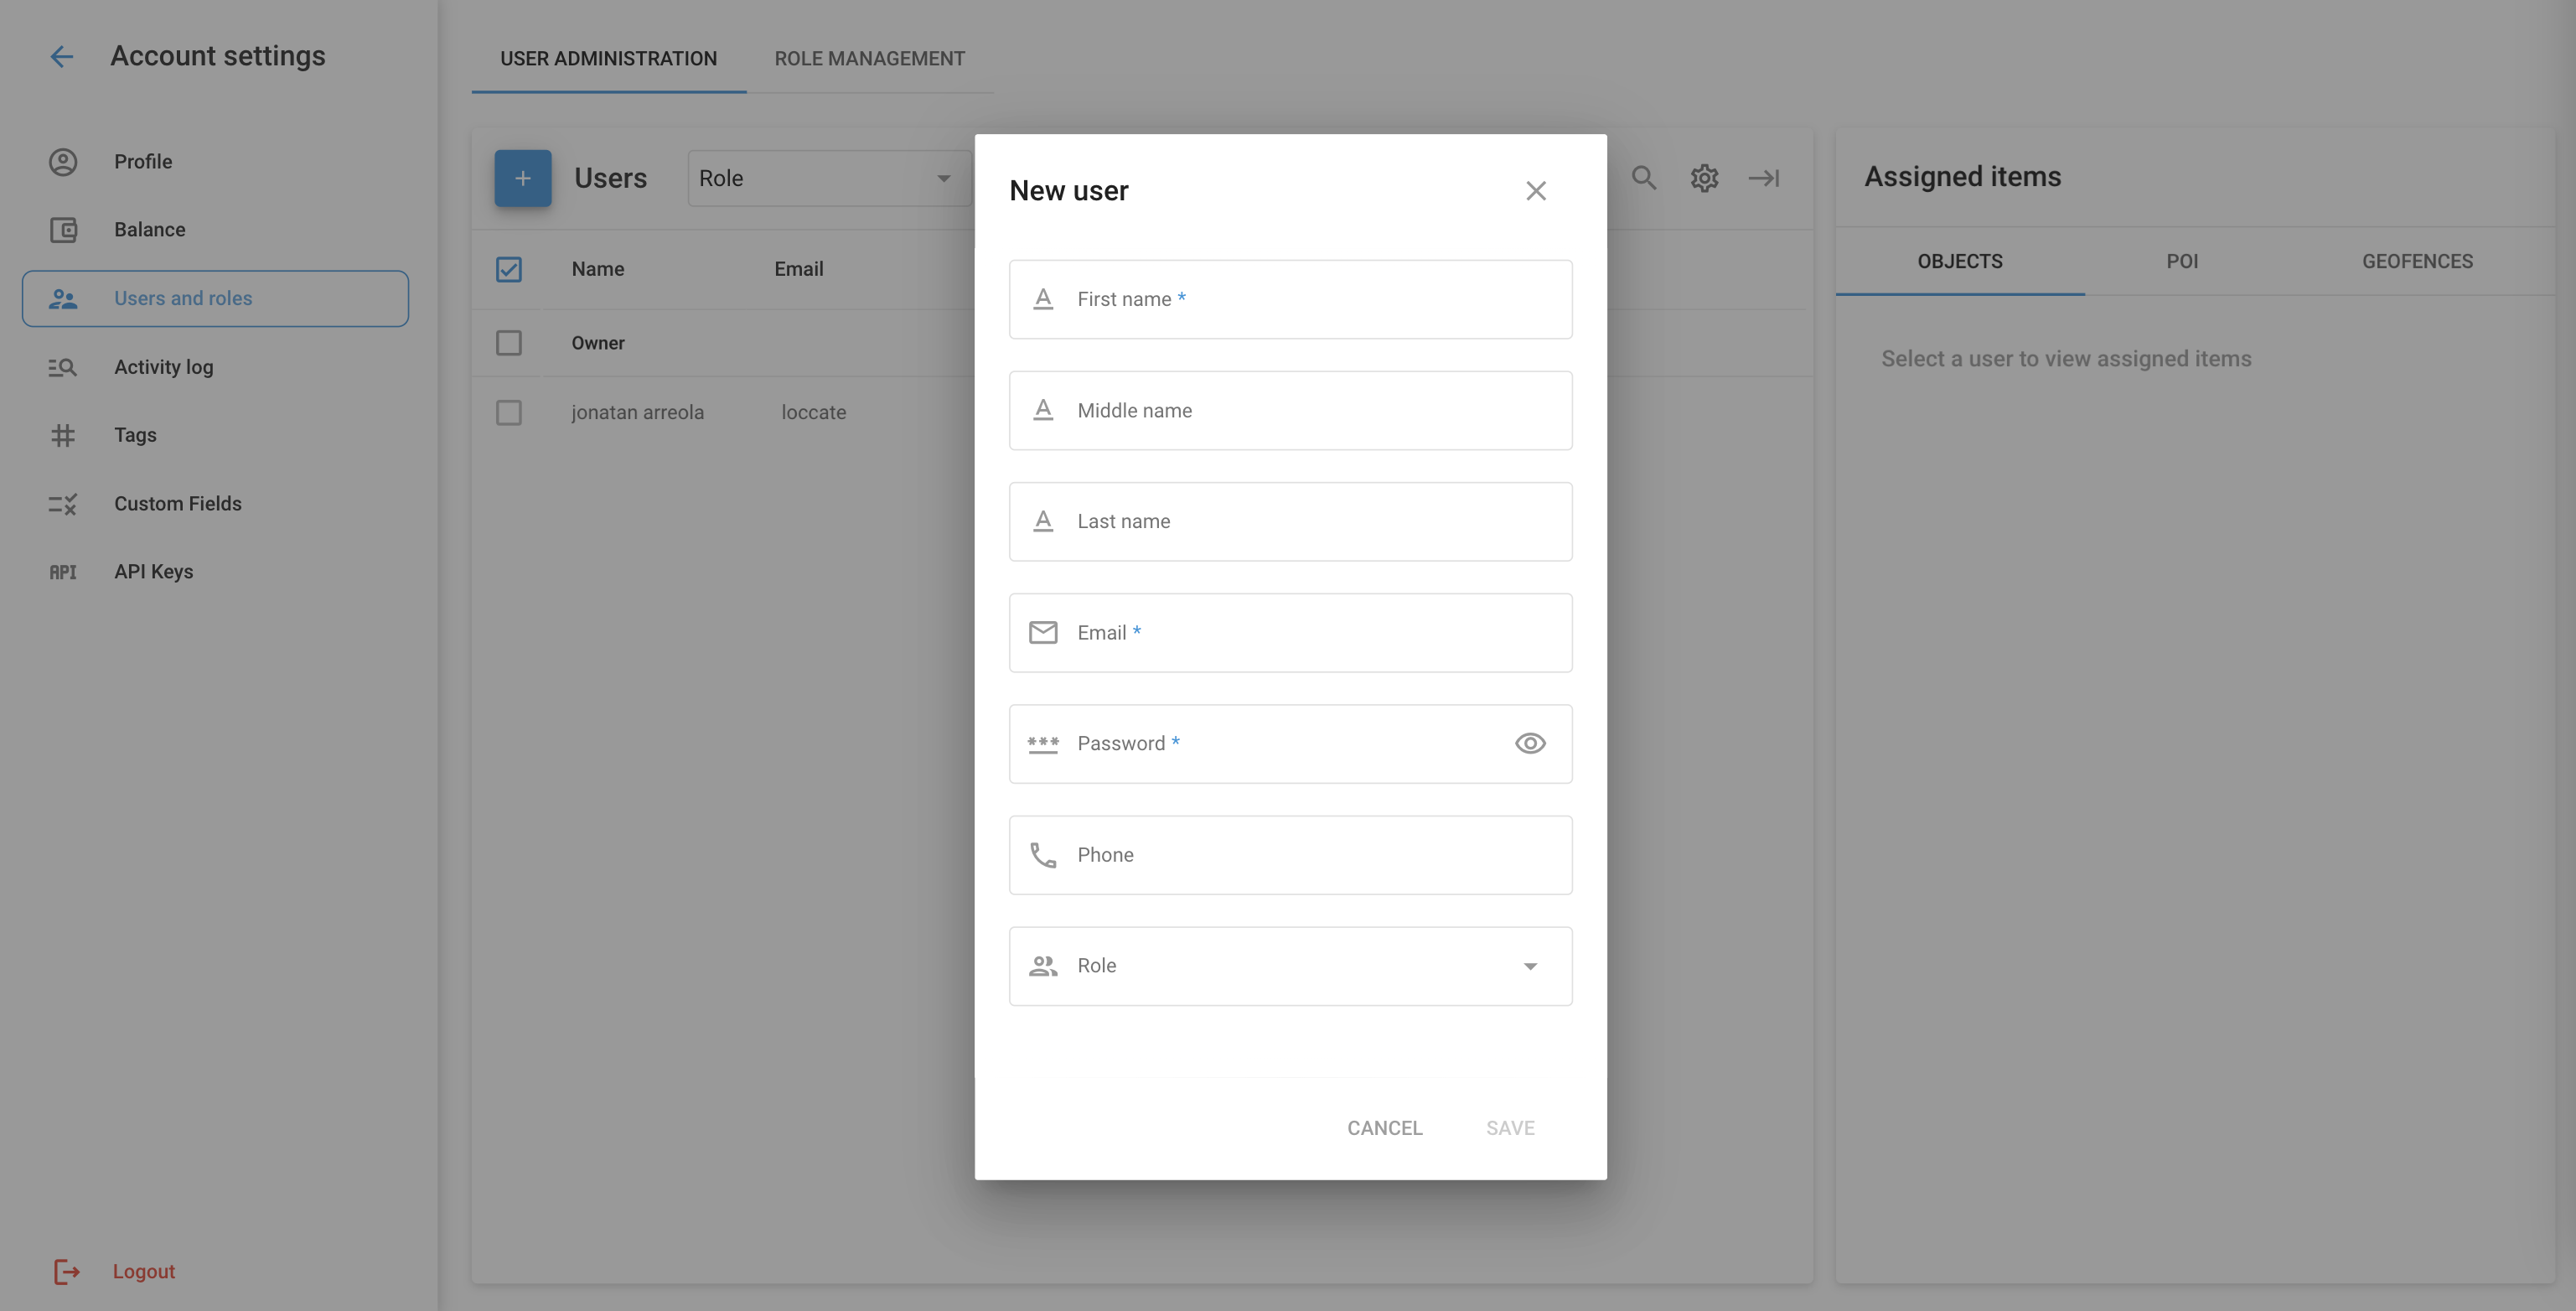 Account settings
Profile
Balance
Users and roles
Activity log
Tags
Custom Fields
API API Keys
Logout
USER ADMINISTRATION ROLE MANAGEMENT
+ Users Role
Name Email
Owner
jonatan arreola loccate
New user
First name *
Middle name
Last name
Email *
*** Password *
Phone
Role
CANCEL SAVE
Assigned items
OBJECTS POI GEOFENCES
Select a user to view assigned items